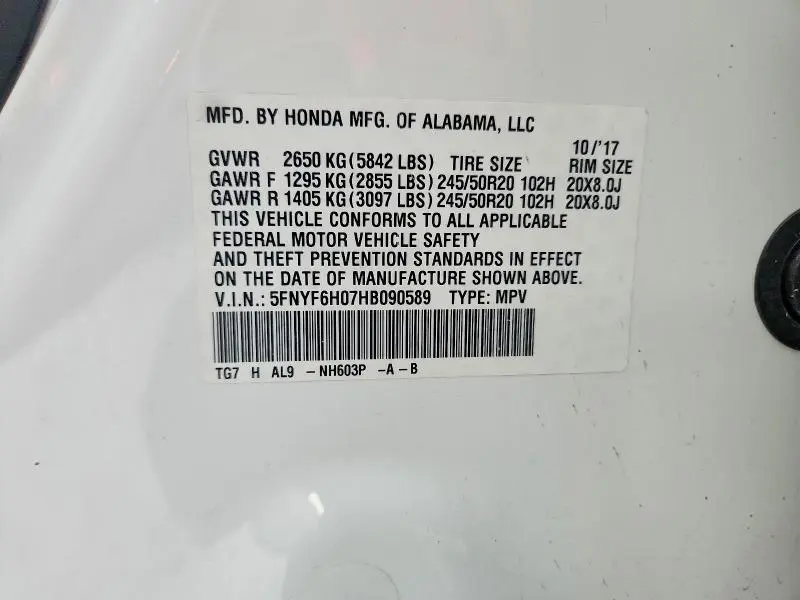 MFD. BY HONDA MFG. OF ALABAMA, LLC
10/'17
GVWR 2650 KG(5842 LBS) TIRE SIZE RIM SIZE
GAWR F 1295 KG(2855 LBS) 245/50R20 102H 20X8.0J
GAWR R 1405 KG(3097 LBS) 245/50R20 102H 20X8.0J
THIS VEHICLE CONFORMS TO ALL APPLICABLE
FEDERAL MOTOR VEHICLE SAFETY
AND THEFT PREVENTION STANDARDS IN EFFECT
ON THE DATE OF MANUFACTURE SHOWN ABOVE.
V.I.N.: 5FNYF6H07HB090589 TYPE: MPV
TG7 H AL9 -NH603P -A-B